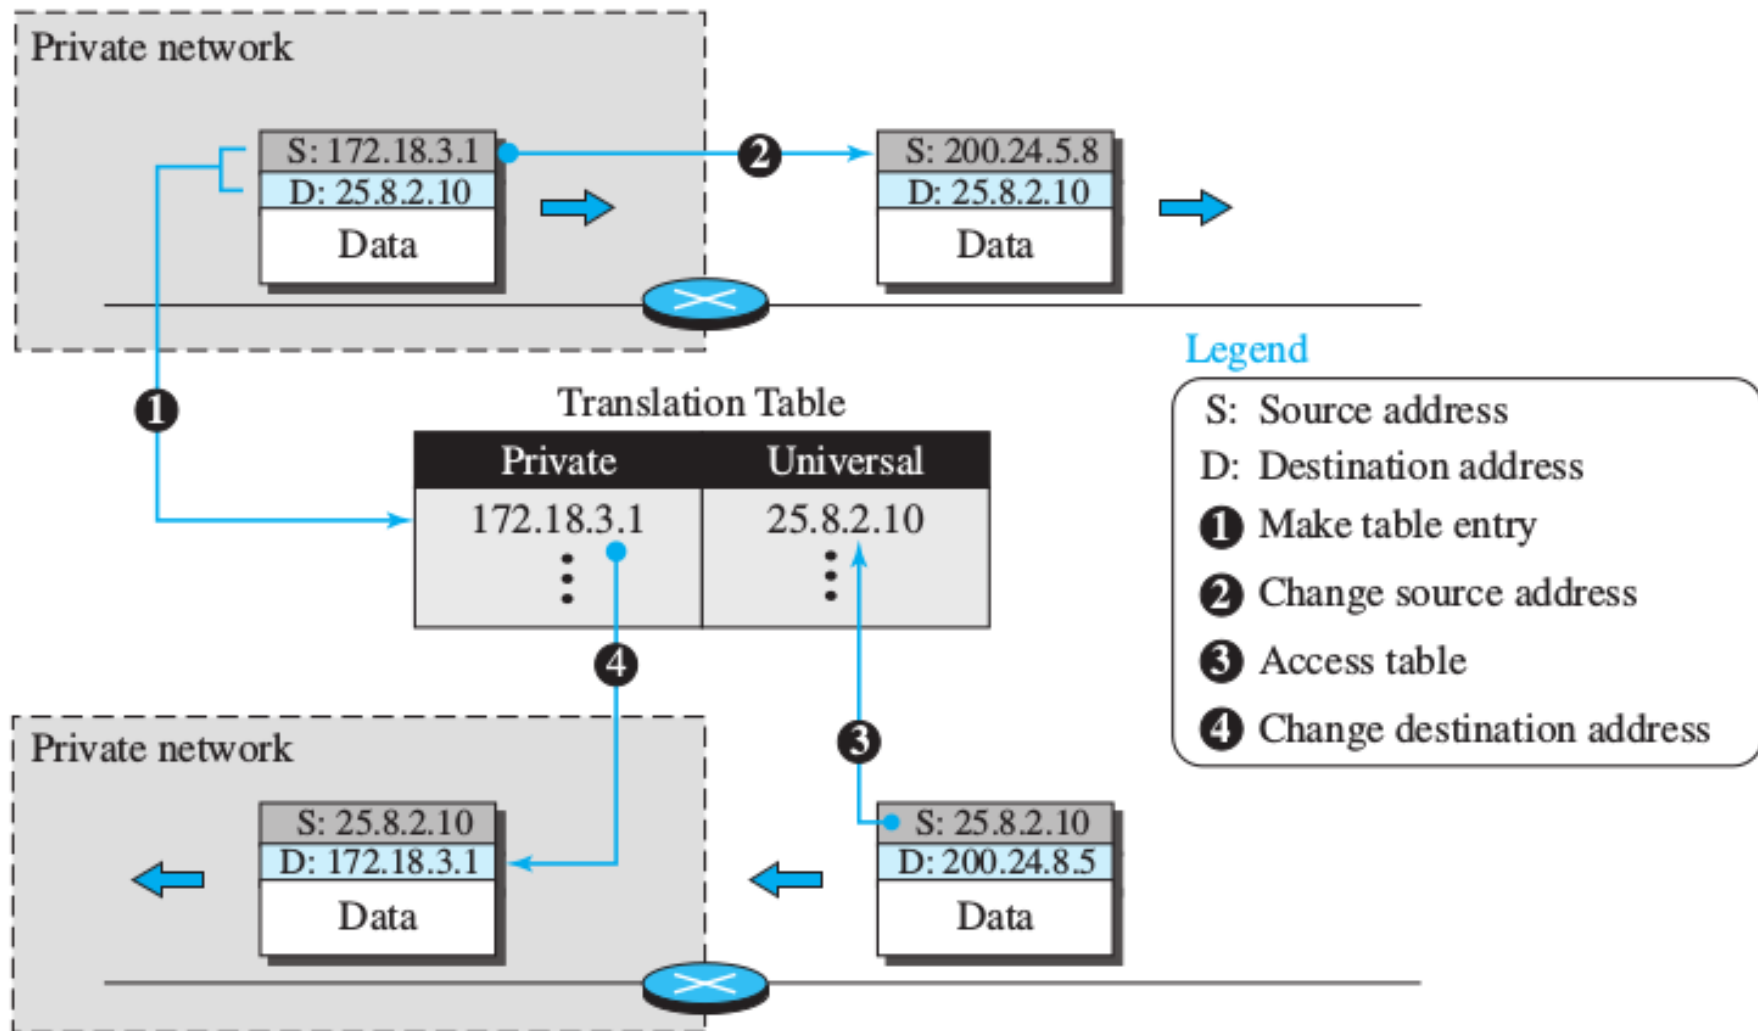 Private network
S: 172.18.3.1
D: 25.8.2.10
Data
2
S: 200.24.5.8
D: 25.8.2.10
Data
1
Translation Table
Private Universal
172.18.3.1 25.8.2.10
4
3
Legend
S: Source address
D: Destination address
1 Make table entry
2 Change source address
3 Access table
4 Change destination address
Private network
S: 25.8.2.10
D: 172.18.3.1
Data
S: 25.8.2.10
D: 200.24.8.5
Data